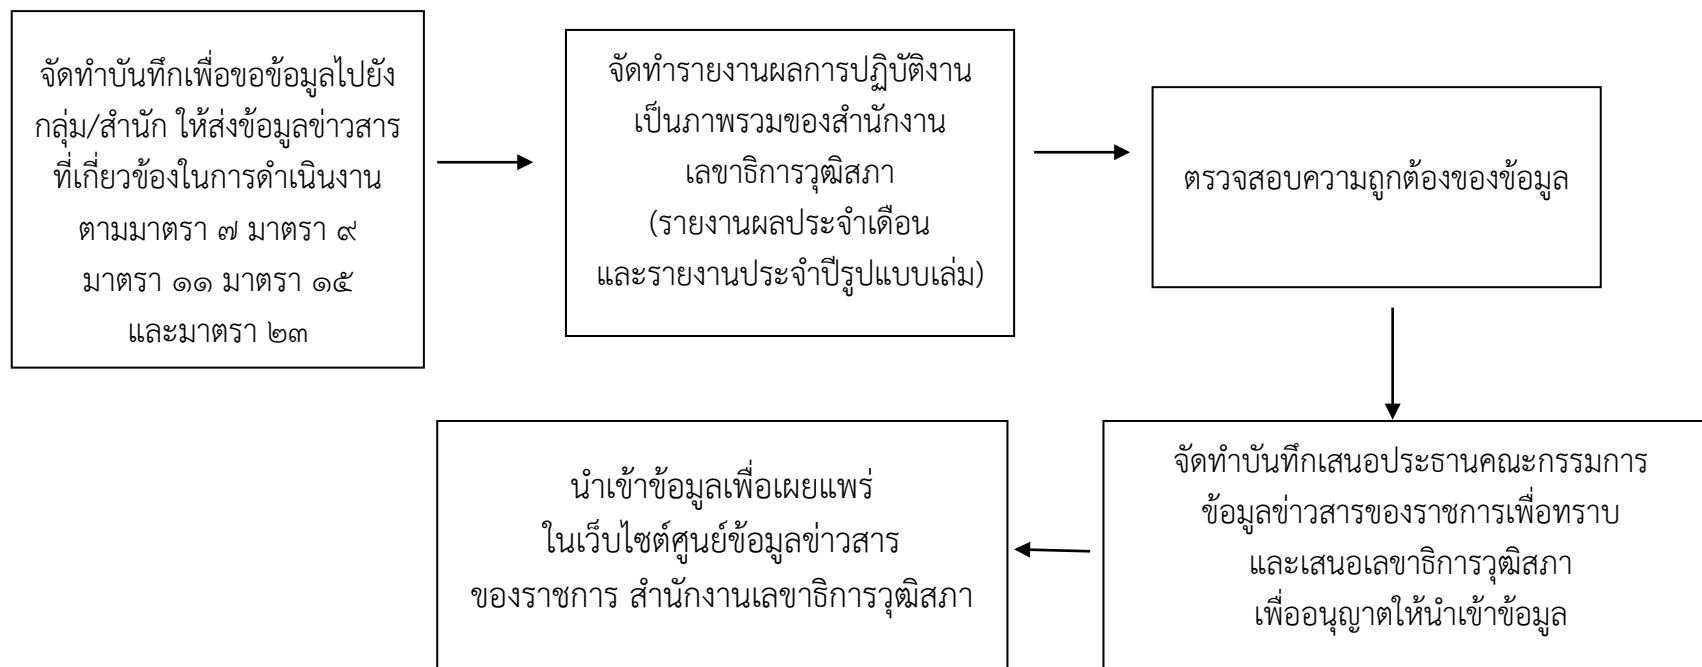 จัดทำบันทึกเพื่อขอข้อมูลไปยัง
กลุ่ม/สำนัก ให้ส่งข้อมูลข่าวสาร
ที่เกี่ยวข้องในการดำเนินงาน
ตามมาตรา ๗ มาตรา ๙
มาตรา ๑๑ มาตรา ๑๕
และมาตรา ๒๓
จัดทำรายงานผลการปฏิบัติงาน
เป็นภาพรวมของสำนักงาน
เลขาธิการวุฒิสภา
(รายงานผลประจำเดือน
และรายงานประจำปีรูปแบบเล่ม)
ตรวจสอบความถูกต้องของข้อมูล
จัดทำบันทึกเสนอประธานคณะกรรมการ
ข้อมูลข่าวสารของราชการเพื่อทราบ
และเสนอเลขาธิการวุฒิสภา
เพื่ออนุญาตให้นำเข้าข้อมูล
นำเข้าข้อมูลเพื่อเผยแพร่
ในเว็บไซต์ศูนย์ข้อมูลข่าวสาร
ของราชการ สำนักงานเลขาธิการวุฒิสภา